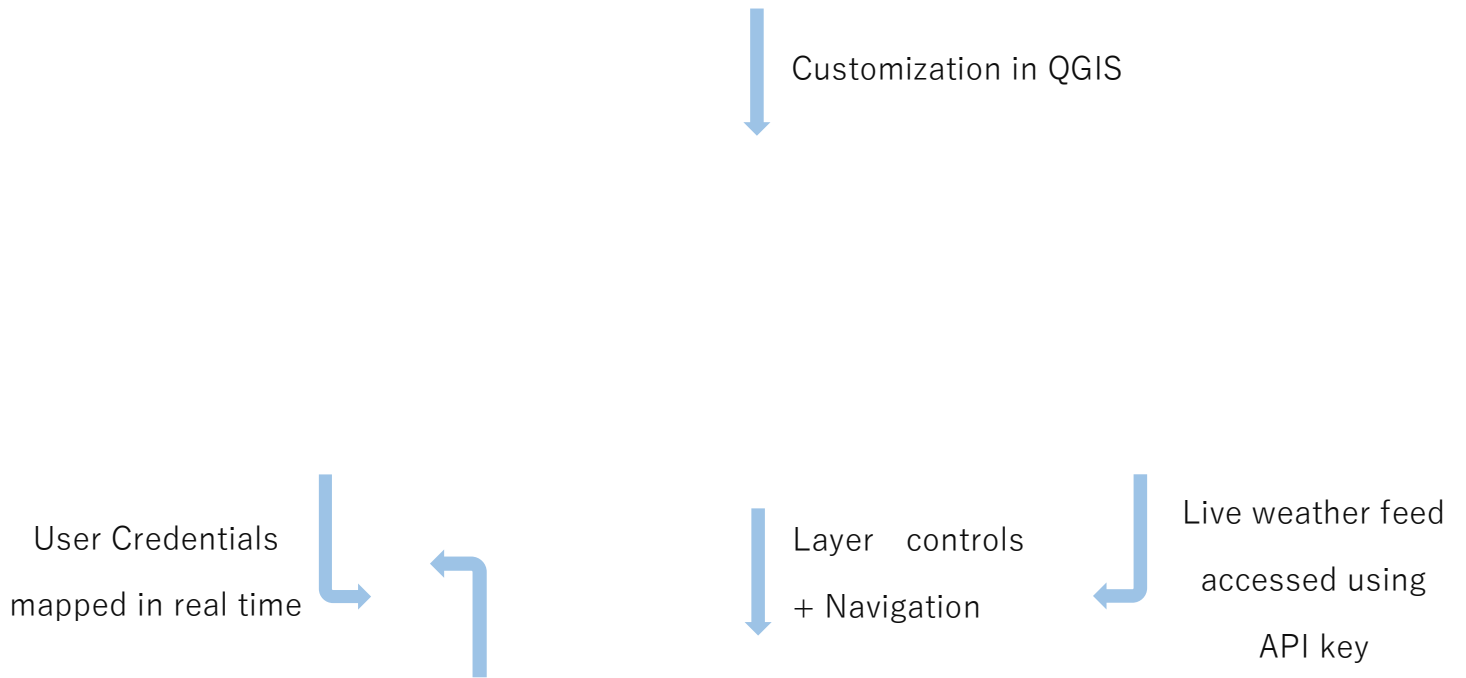 Customization in QGIS
User Credentials
mapped in real time
Layer controls
+ Navigation
Live weather feed
accessed using
API key